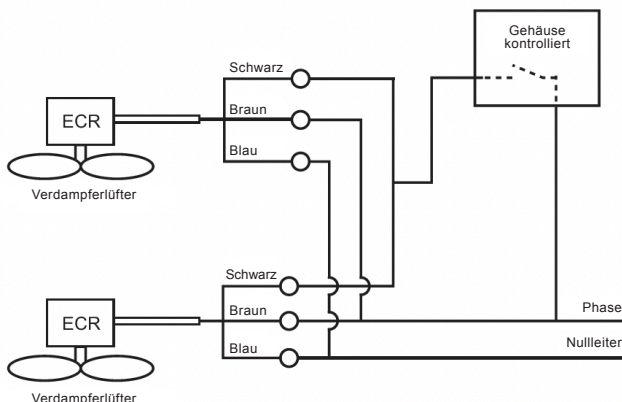 Gehäuse
kontrolliert
Schwarz
Braun
ECR
Blau
Verdampferlüfter
Schwarz
Braun
Phase
ECR
Blau
Nullleiter
Verdampferlüfter